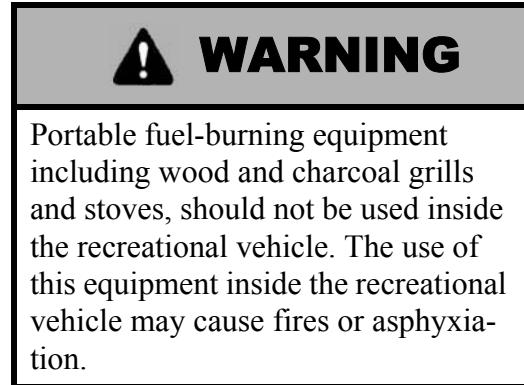 WARNING
Portable fuel-burning equipment
including wood and charcoal grills
and stoves, should not be used inside
the recreational vehicle. The use of
this equipment inside the recreational
vehicle may cause fires or asphyxia-
tion.